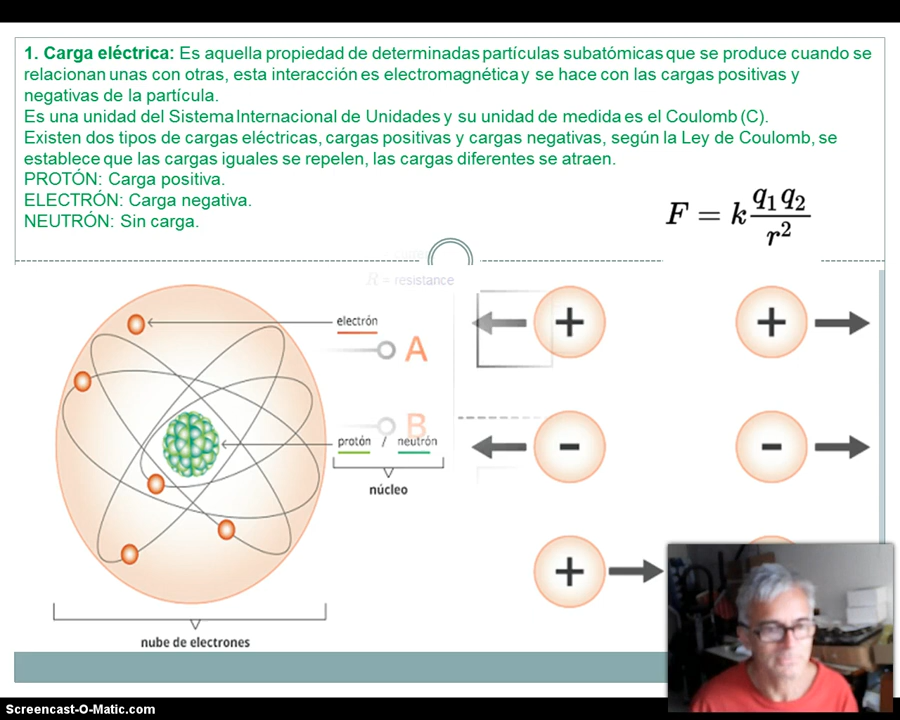 1. Carga eléctrica: Es aquella propiedad de determinadas partículas subatómicas que se produce cuando se
relacionan unas con otras, esta interacción es electromagnética y se hace con las cargas positivas y
negativas de la partícula.
Es una unidad del Sistema Internacional de Unidades y su unidad de medida es el Coulomb (C).
Existen dos tipos de cargas eléctricas, cargas positivas y cargas negativas, según la Ley de Coulomb, se
establece que las cargas iguales se repelen, las cargas diferentes se atraen.
PROTÓN: Carga positiva.
ELECTRÓN: Carga negativa.
NEUTRÓN: Sin carga.
F = k q₁q₂ / r²
R = resistance
electrón
A
B
protón / neutrón
núcleo
nube de electrones
+ +
- -
+
Screencast-O-Matic.com